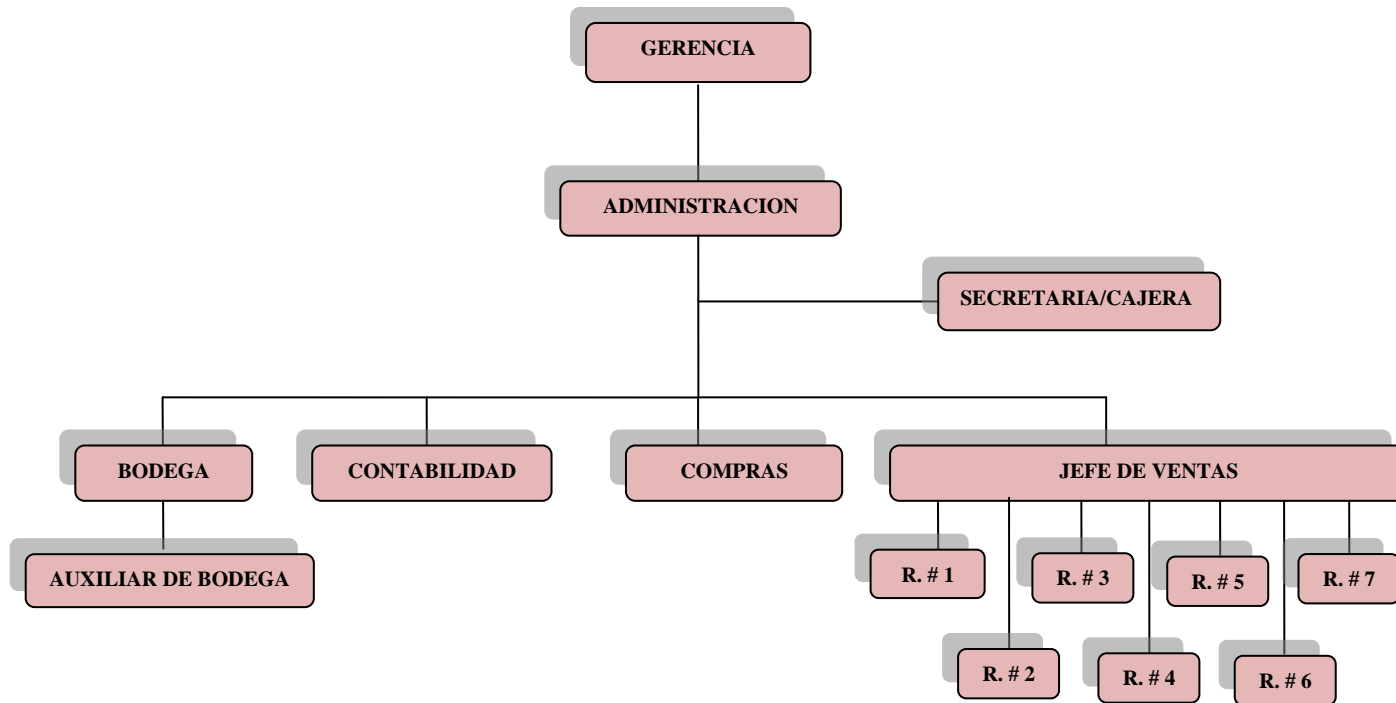 GERENCIA
ADMINISTRACION
SECRETARIA/CAJERA
BODEGA
CONTABILIDAD
COMPRAS
JEFE DE VENTAS
AUXILIAR DE BODEGA
R. # 1
R. # 3
R. # 5
R. # 7
R. # 2
R. # 4
R. # 6